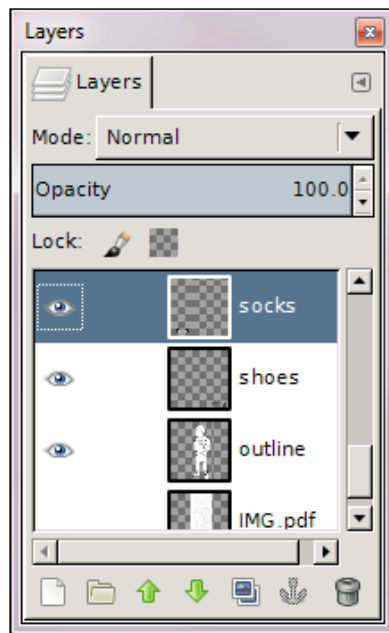 Layers
Layers
Mode: Normal
Opacity 100.0
Lock:
socks
shoes
outline
IMG.pdf